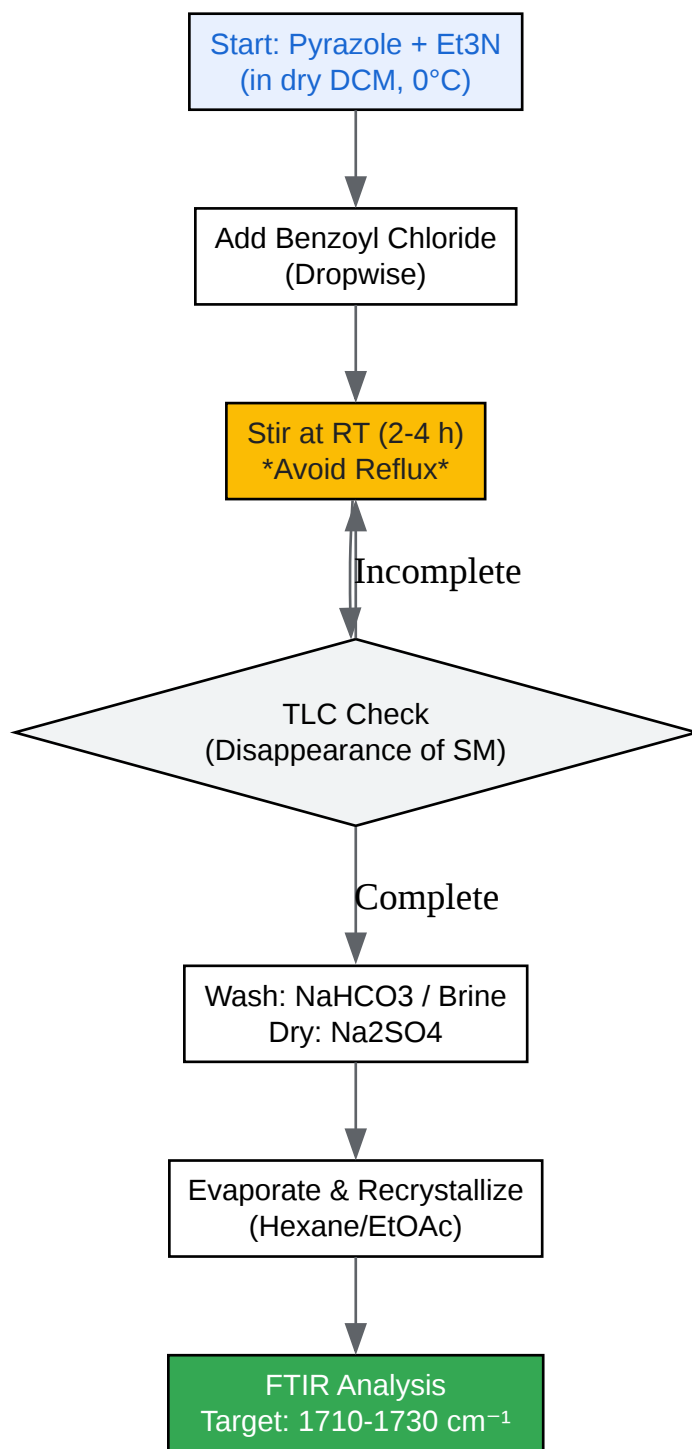 Start: Pyrazole + Et3N
(in dry DCM, 0°C)
Add Benzoyl Chloride
(Dropwise)
Stir at RT (2-4 h)
*Avoid Reflux*
Incomplete
TLC Check
(Disappearance of SM)
Complete
Wash: NaHCO3 / Brine
Dry: Na2SO4
Evaporate & Recrystallize
(Hexane/EtOAc)
FTIR Analysis
Target: 1710-1730 cm⁻¹